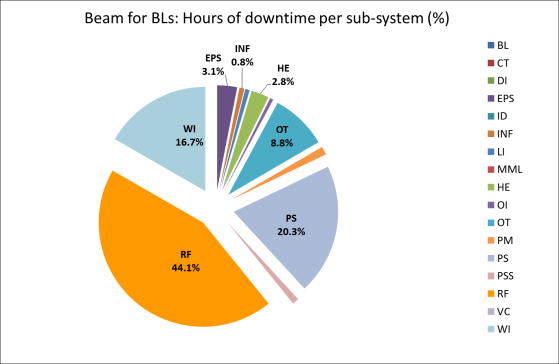 Beam for BLs: Hours of downtime per sub-system (%)
EPS
3.1%
INF
0.8%
HE
2.8%
OT
8.8%
WI
16.7%
PS
20.3%
RF
44.1%
BL
CT
DI
EPS
ID
INF
LI
MML
HE
OI
OT
PM
PS
PSS
RF
VC
WI